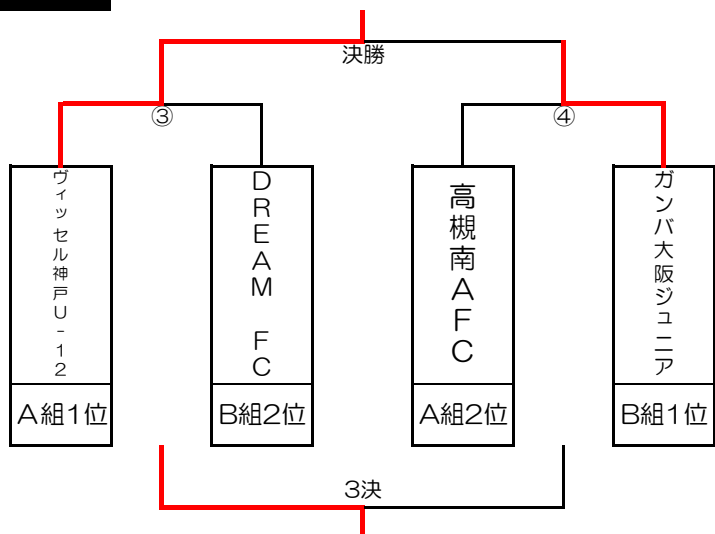 決勝
③
④
ヴィッセル神戸U-12
DREAM FC
高槻南AFC
ガンバ大阪ジュニア
A組1位
B組2位
A組2位
B組1位
3決